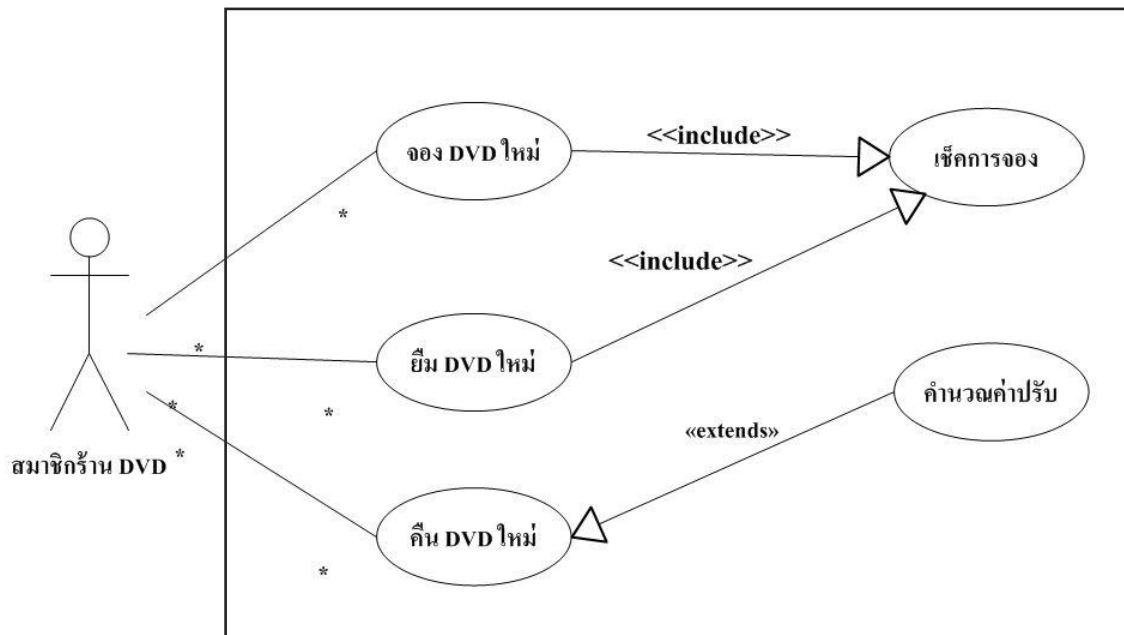 จอง DVD ใหม่
<<include>>
เช็คการจอง
*
<<include>>
*
ยืม DVD ใหม่
คำนวณค่าปรับ
*
*
«extends»
*
สมาชิกร้าน DVD
คืน DVD ใหม่
*